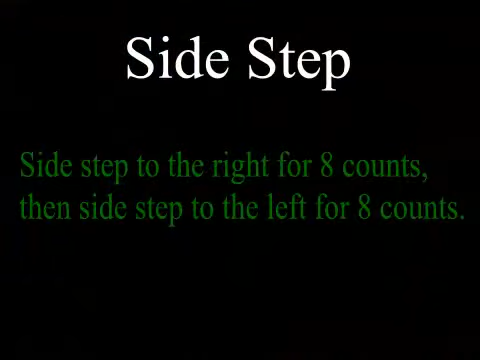 Side Step
Side step to the right for 8 counts,
then side step to the left for 8 counts.